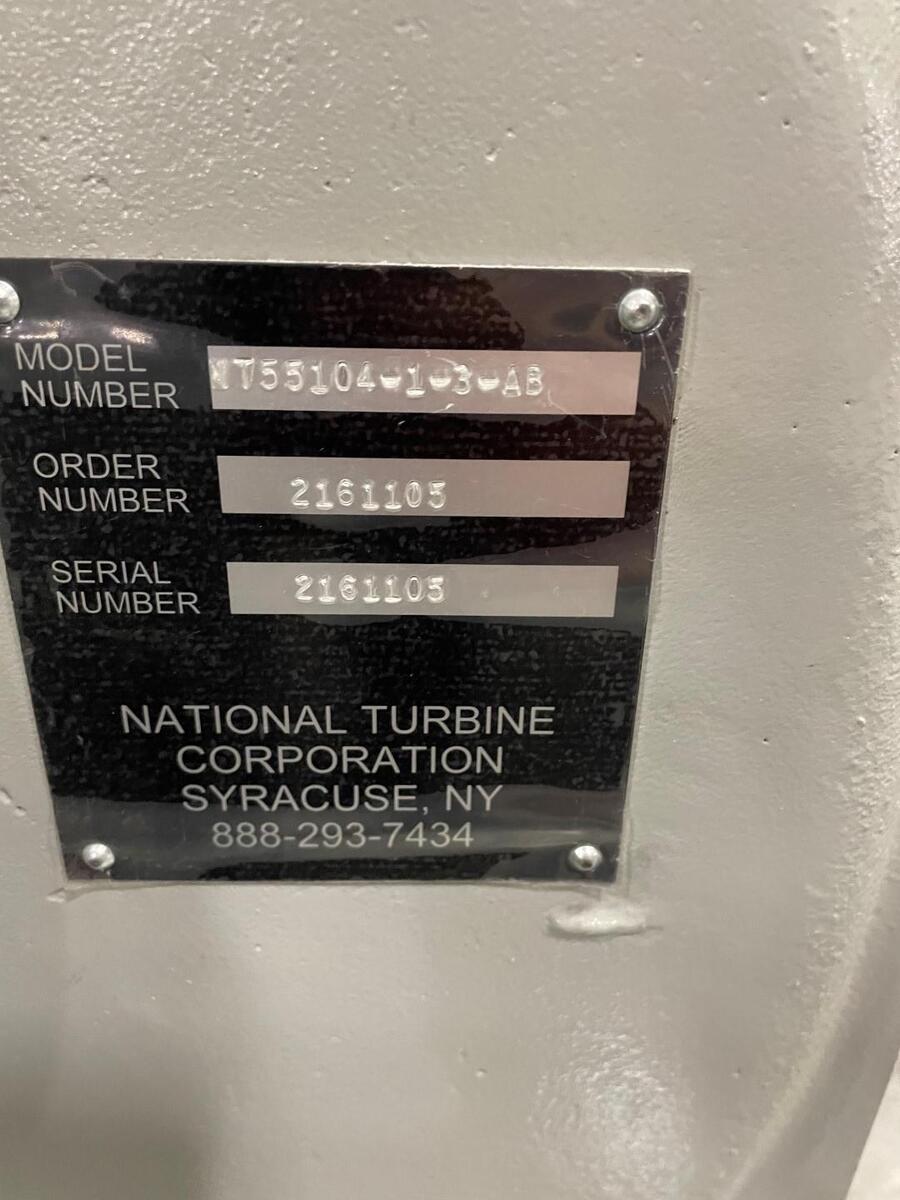 MODEL
NUMBER NT55104-1-3-AB
ORDER
NUMBER 2161105
SERIAL
NUMBER 2161105
NATIONAL TURBINE
CORPORATION
SYRACUSE, NY
888-293-7434